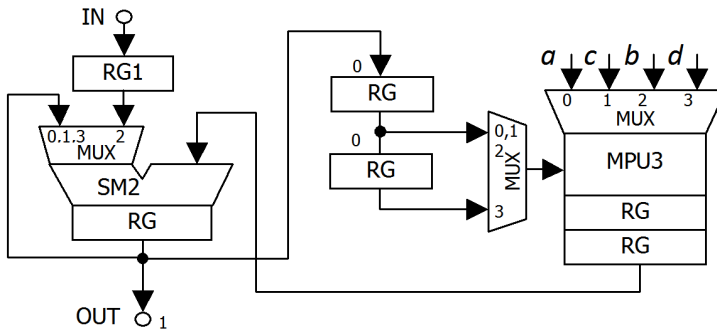 IN
a c b d
RG1
0
RG
0 1 2 3
MUX
0,1,3 2
MUX
0
RG
0,1
2
MUX
3
MPU3
SM2
RG
RG
RG
OUT
1